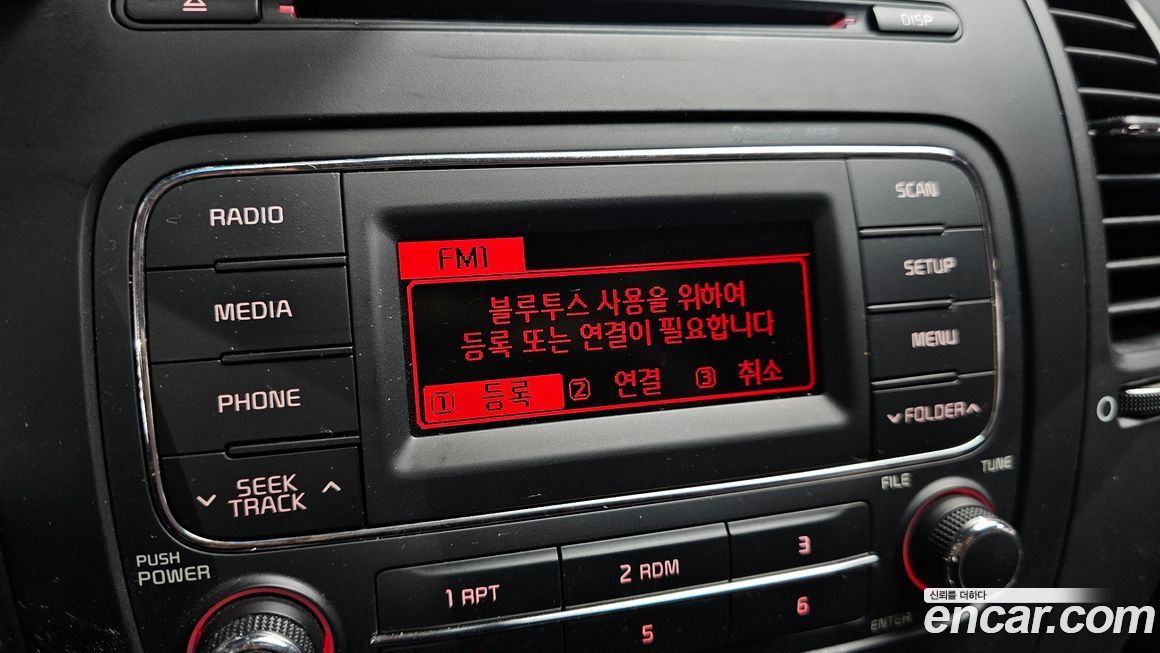 DISP
RADIO
MEDIA
PHONE
SEEK
TRACK
FM1
블루투스 사용을 위하여
등록 또는 연결이 필요합니다
1 등록 2 연결 3 취소
SCAN
SETUP
MENU
FOLDER
FILE
TUNE
PUSH
POWER
1 RPT
2 RDM
3
5
6
ENTER
신뢰를 더하다
encar.com